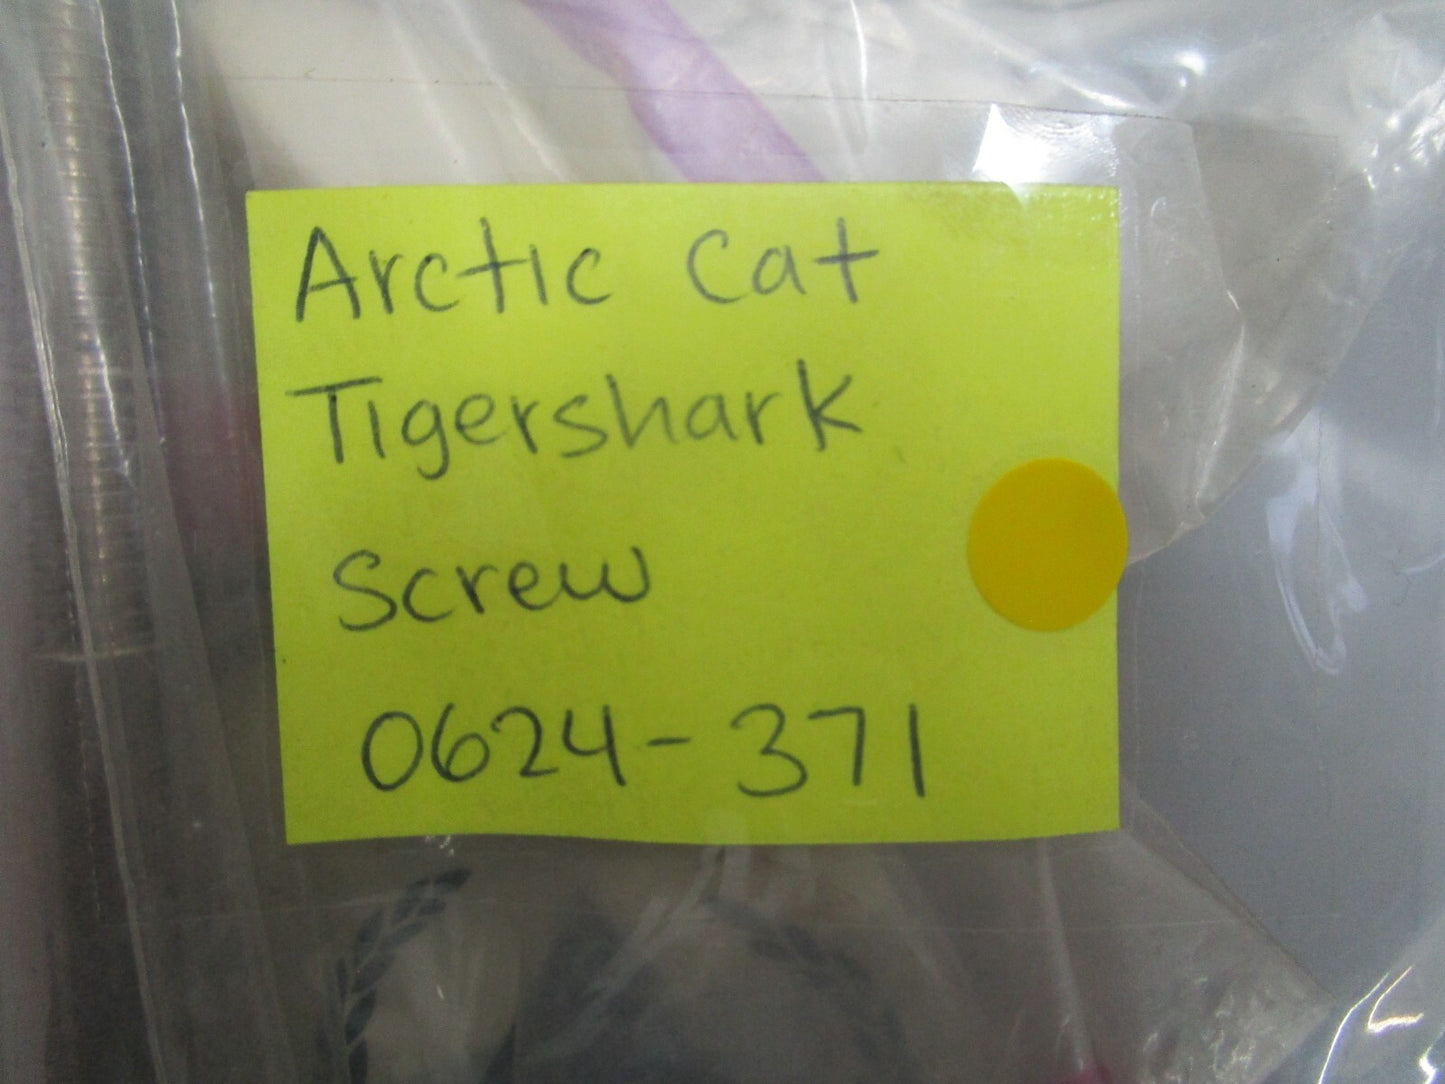 Arctic Cat
Tigershark
Screw
0624-371